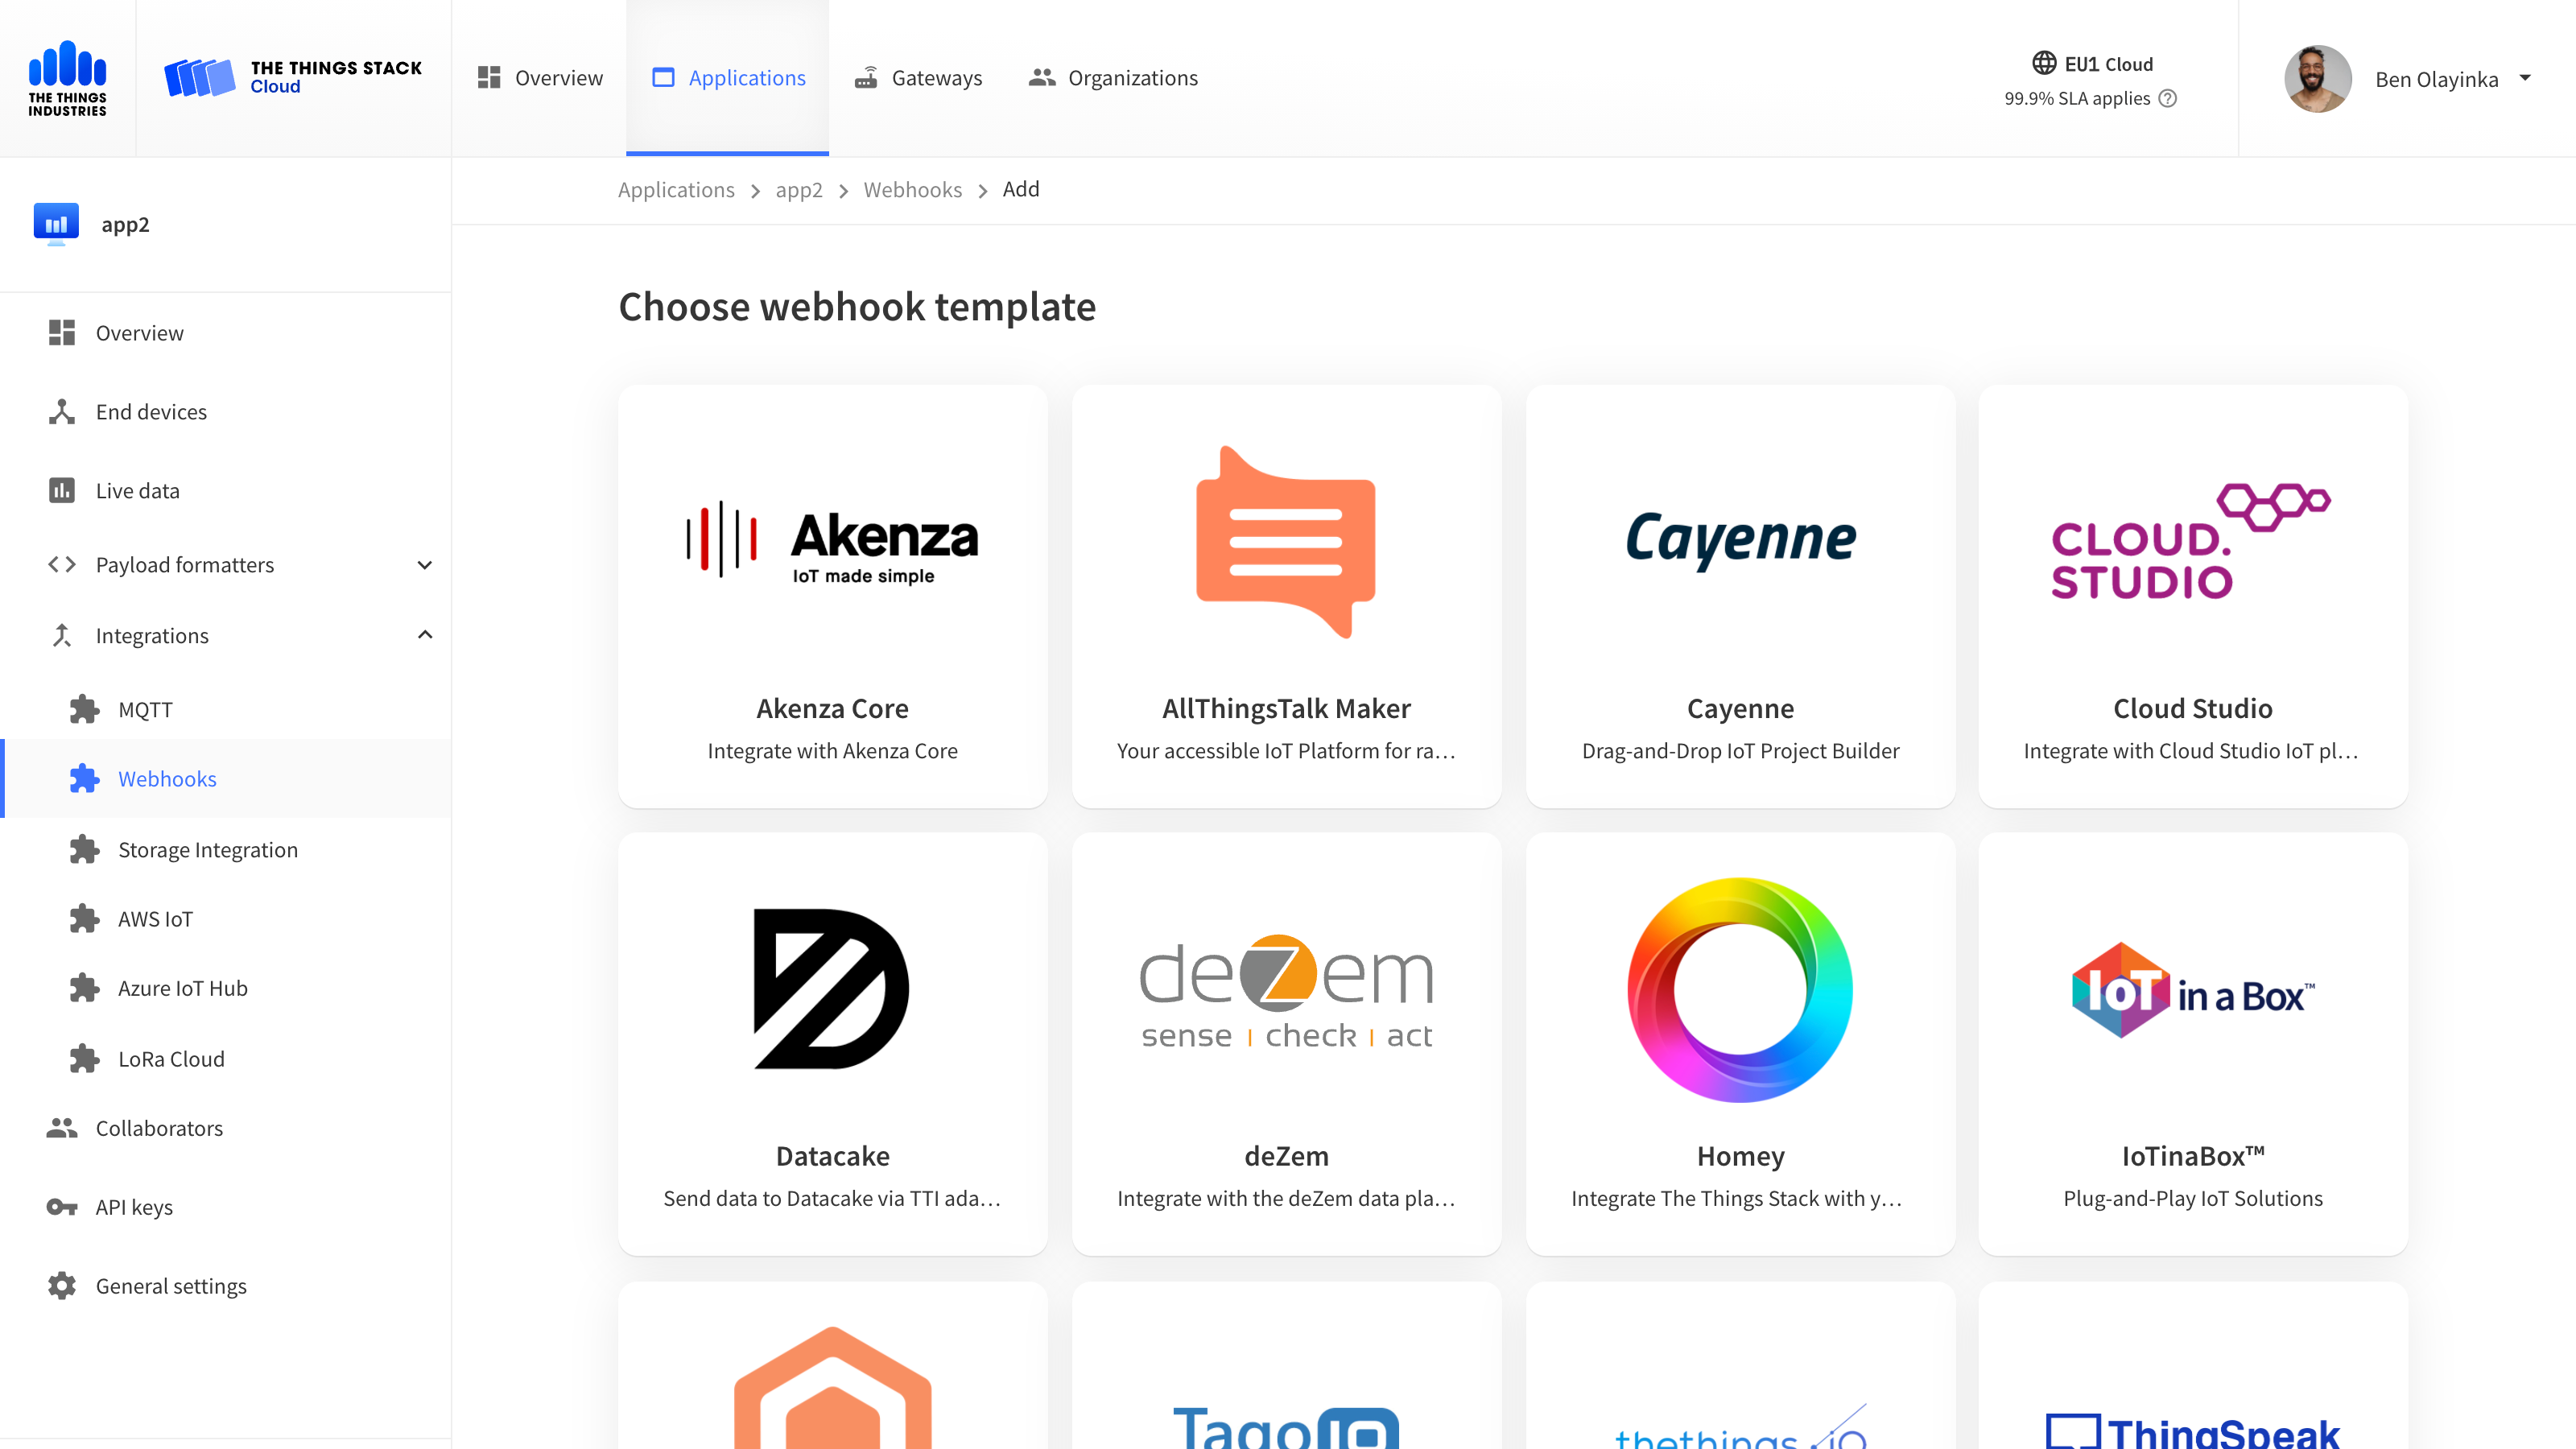 THE THINGS
INDUSTRIES
THE THINGS STACK
Cloud
Overview
Applications
Gateways
Organizations
EU1 Cloud
99.9% SLA applies
Ben Olayinka
Applications > app2 > Webhooks > Add
app2
Overview
End devices
Live data
Payload formatters
Integrations
MQTT
Webhooks
Storage Integration
AWS IoT
Azure IoT Hub
LoRa Cloud
Collaborators
API keys
General settings
Choose webhook template
Akenza
IoT made simple
Akenza Core
Integrate with Akenza Core
AllThingsTalk Maker
Your accessible IoT Platform for ra…
Cayenne
Cayenne
Drag-and-Drop IoT Project Builder
CLOUD.
STUDIO
Cloud Studio
Integrate with Cloud Studio IoT pl…
Datacake
Send data to Datacake via TTI ada…
deZem
sense | check | act
deZem
Integrate with the deZem data pla…
Homey
Integrate The Things Stack with y…
IoT in a Box™
IoTinaBox™
Plug-and-Play IoT Solutions
TagoIO
thethings.iO
ThingSpeak